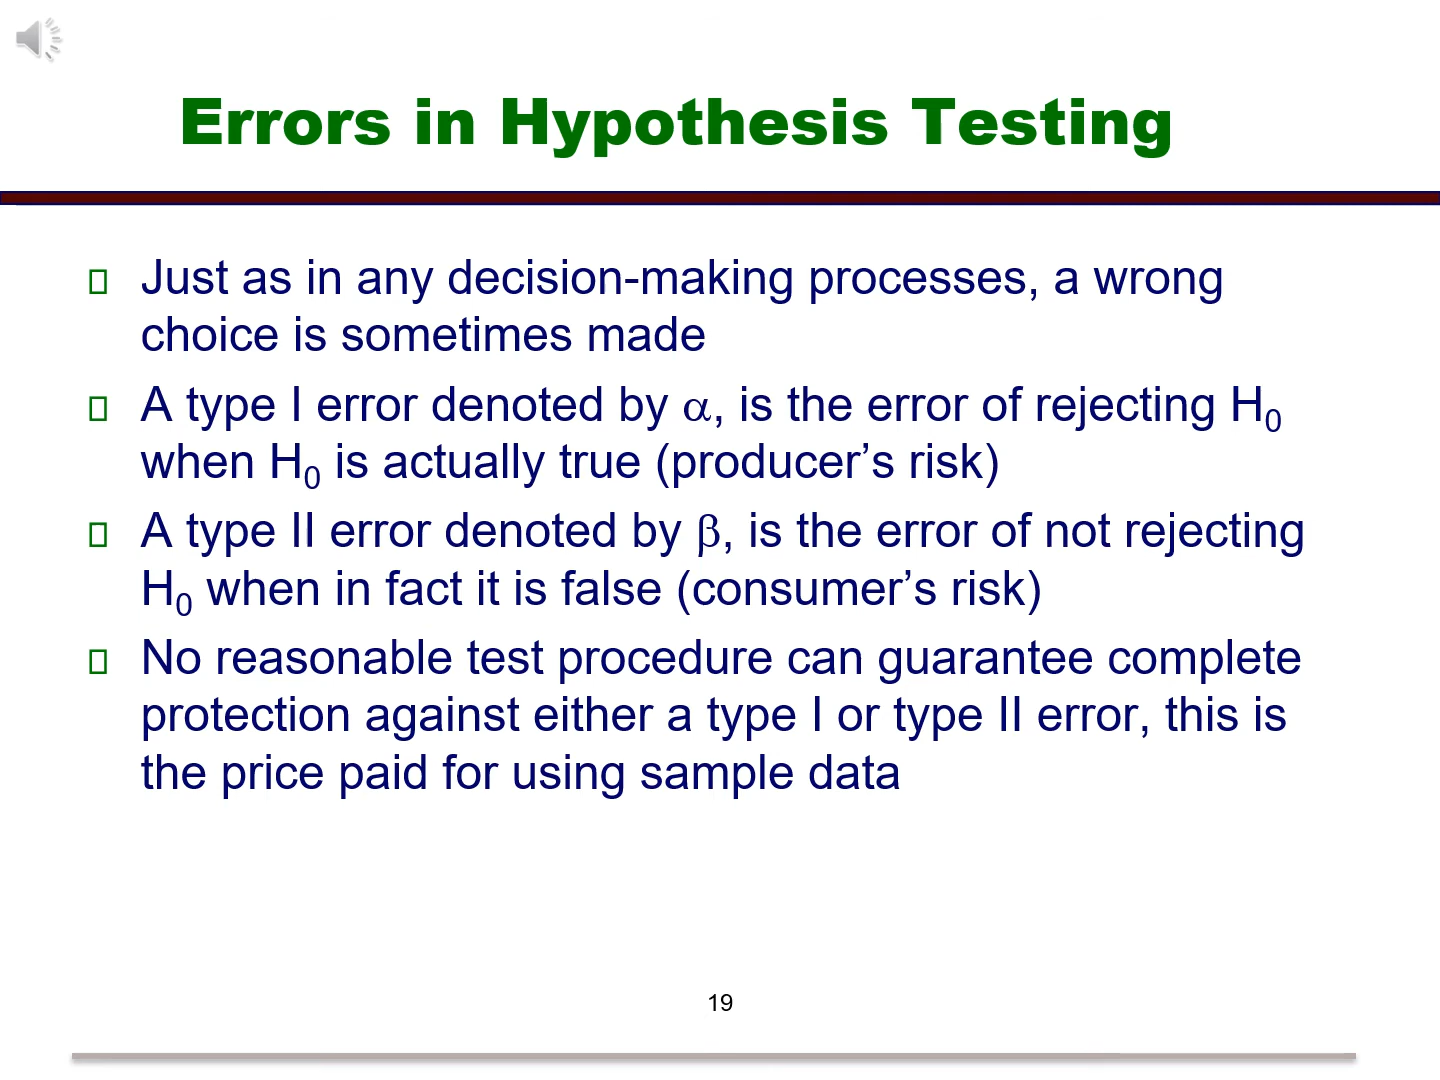 Errors in Hypothesis Testing
Just as in any decision-making processes, a wrong
choice is sometimes made
A type I error denoted by α, is the error of rejecting H₀
when H₀ is actually true (producer’s risk)
A type II error denoted by β, is the error of not rejecting
H₀ when in fact it is false (consumer’s risk)
No reasonable test procedure can guarantee complete
protection against either a type I or type II error, this is
the price paid for using sample data
19